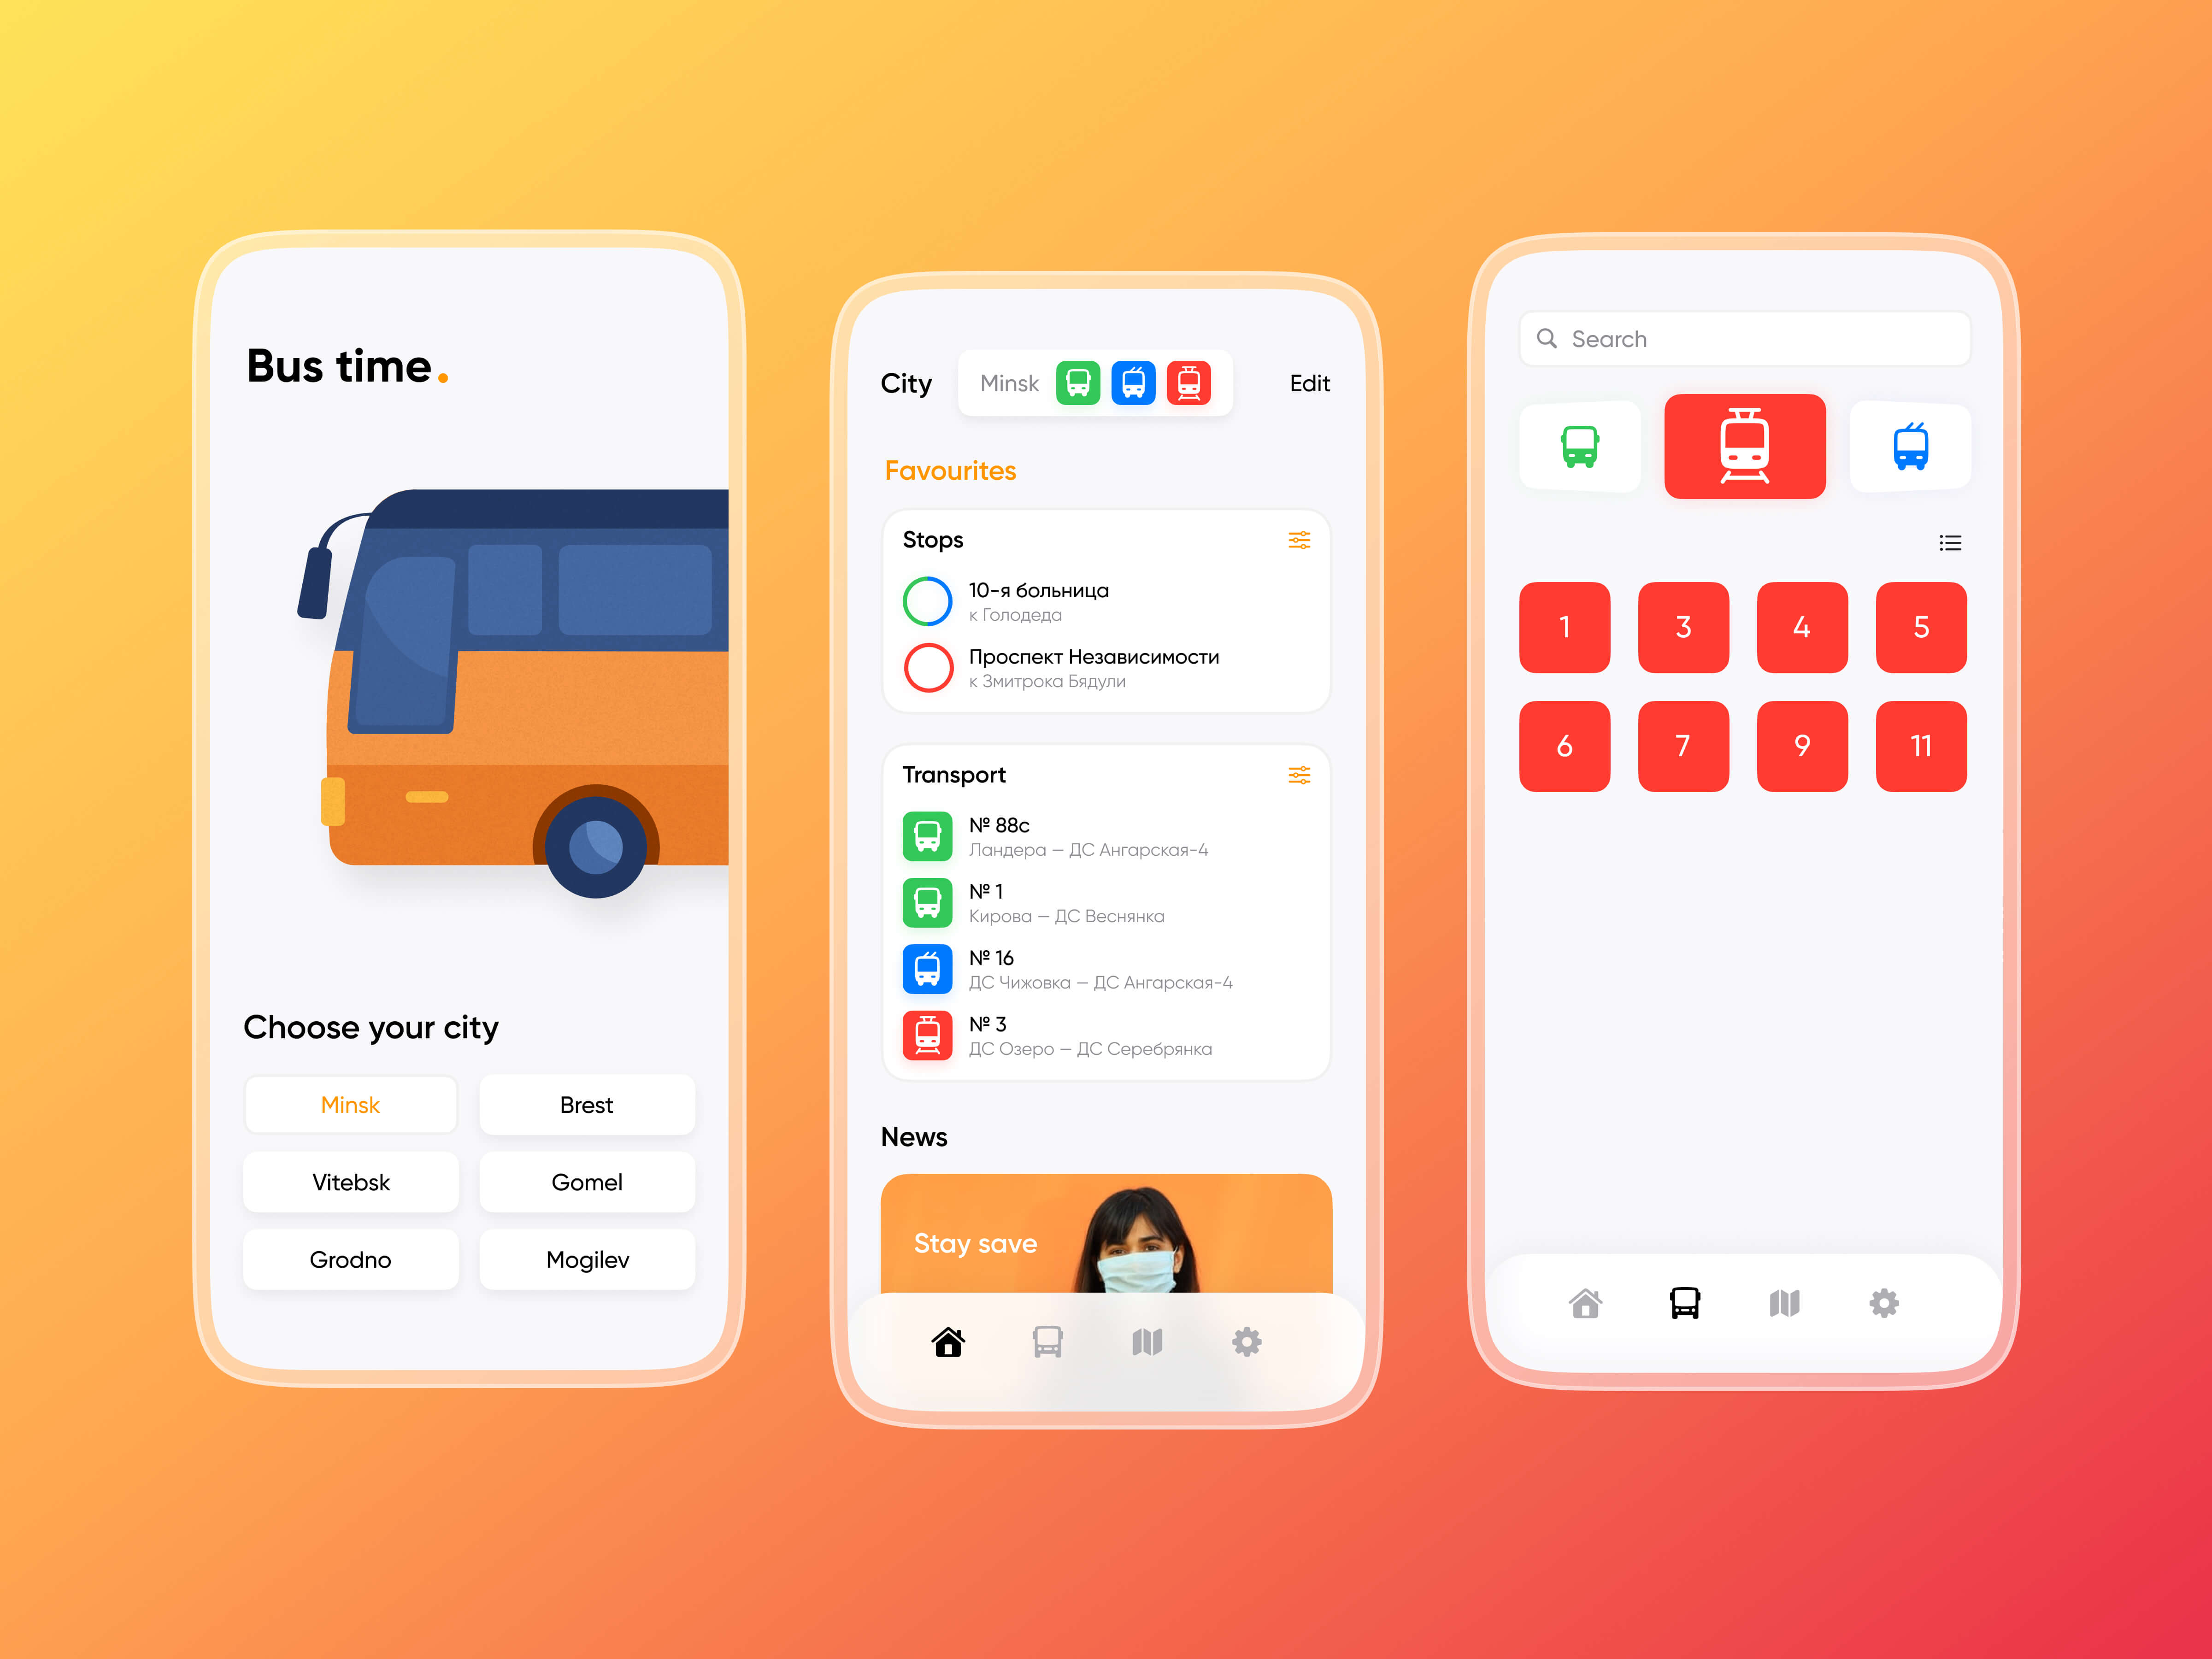 Bus time.
Choose your city
Minsk
Brest
Vitebsk
Gomel
Grodno
Mogilev
City
Minsk
Edit
Favourites
Stops
10-я больница
к Голодеда
Проспект Независимости
к Змитрока Бядули
Transport
№ 88с
Ландера — ДС Ангарская-4
№ 1
Кирова — ДС Веснянка
№ 16
ДС Чижовка — ДС Ангарская-4
№ 3
ДС Озеро — ДС Серебрянка
News
Stay save
Search
1
3
4
5
6
7
9
11